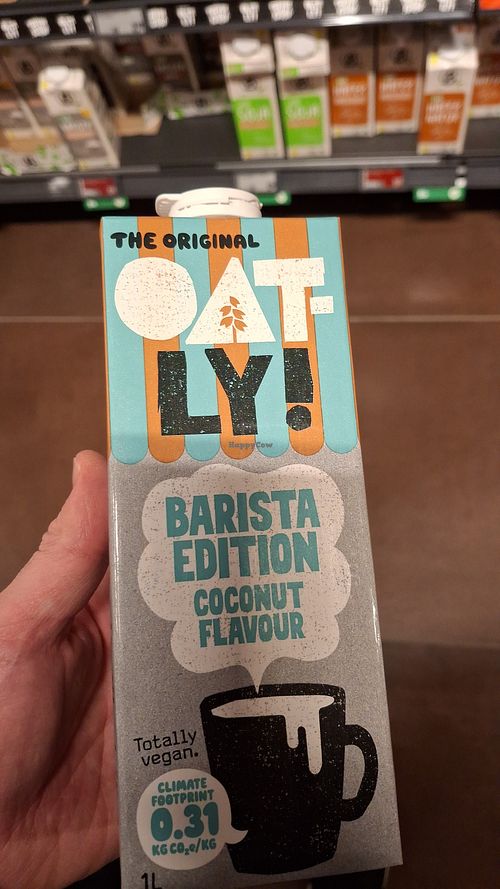 THE ORIGINAL
OAT-
LY!
HappyCow
BARISTA
EDITION
COCONUT
FLAVOUR
Totally
vegan.
CLIMATE
FOOTPRINT
0.31
KG CO₂e/KG
1L